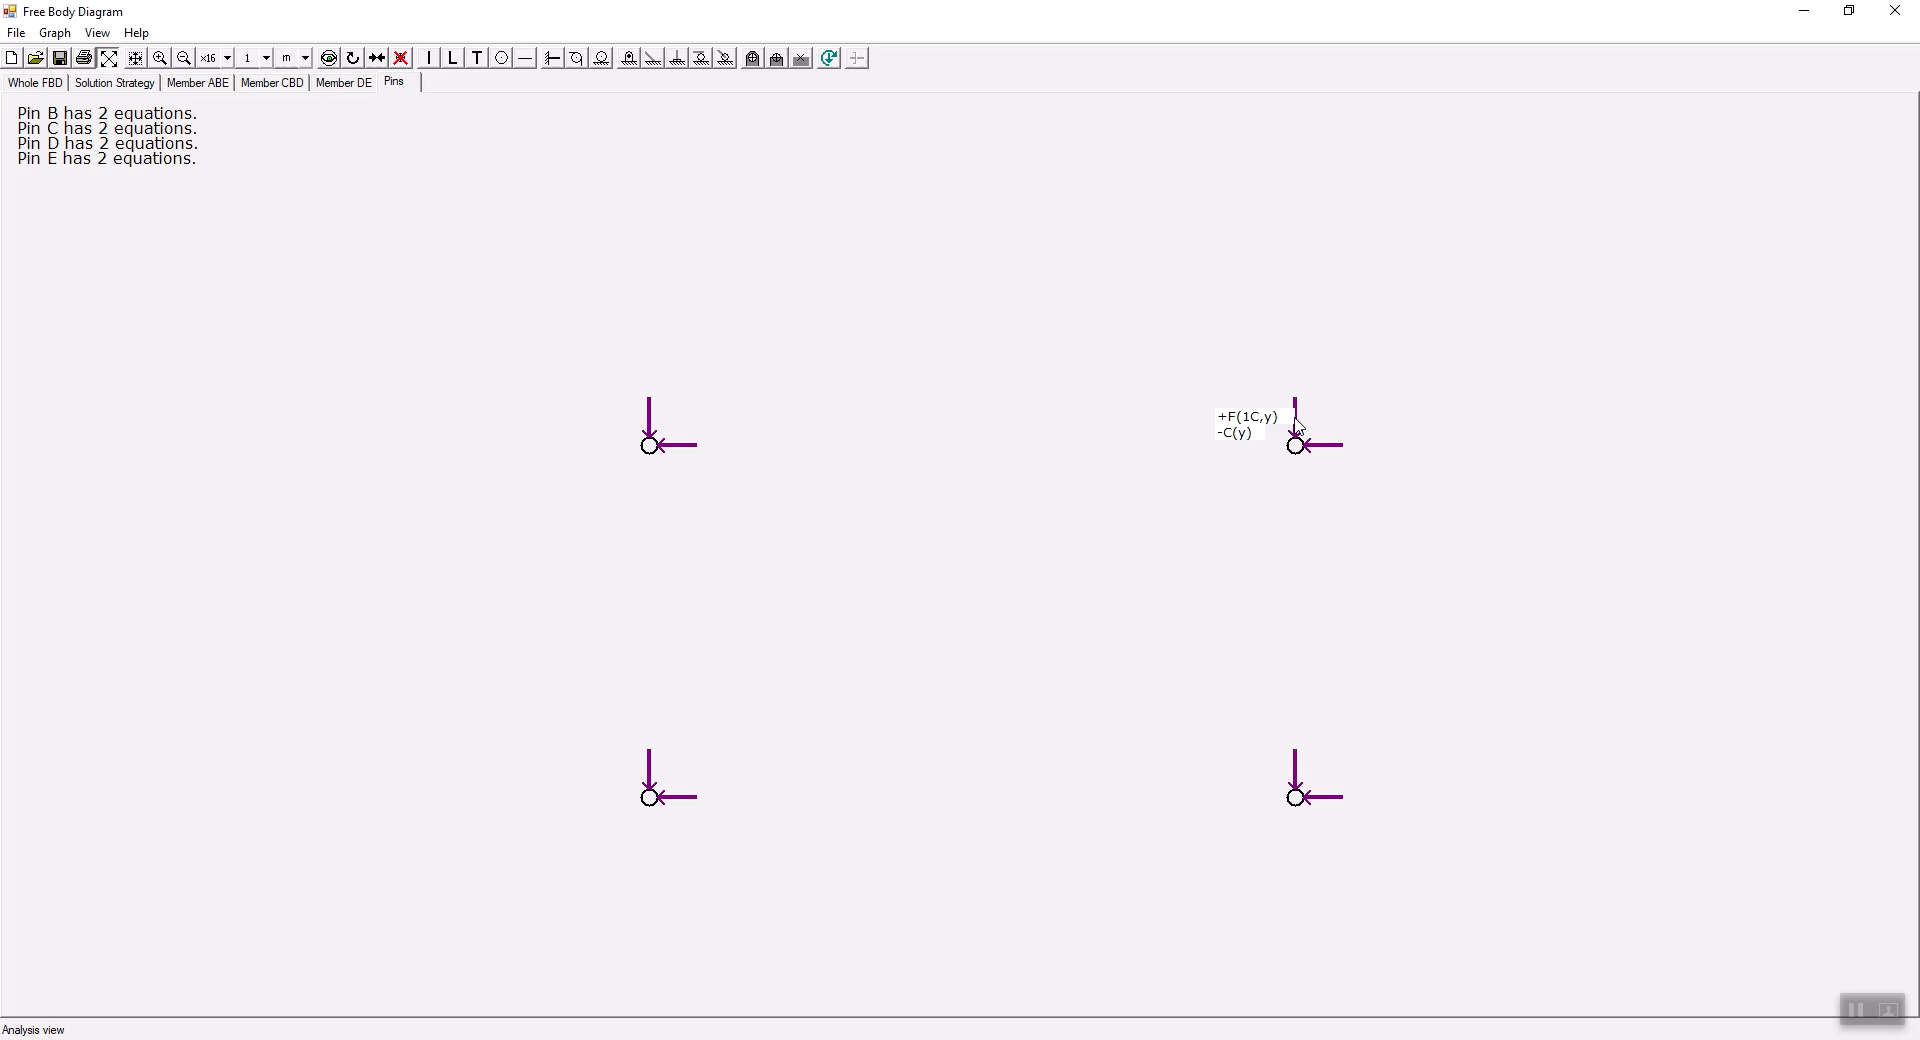 Free Body Diagram
File Graph View Help
×16 1 m
Whole FBD Solution Strategy Member ABE Member CBD Member DE Pins
Pin B has 2 equations.
Pin C has 2 equations.
Pin D has 2 equations.
Pin E has 2 equations.
+F(1C,y)
-C(y)
Analysis view